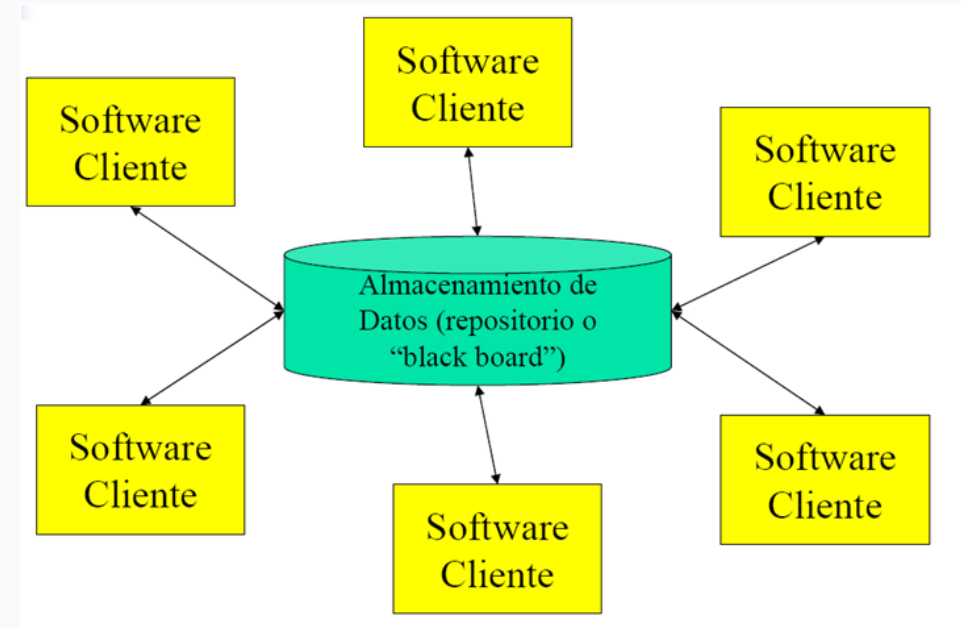 Software
Cliente
Software
Cliente
Software
Cliente
Almacenamiento de
Datos (repositorio o
“black board”)
Software
Cliente
Software
Cliente
Software
Cliente